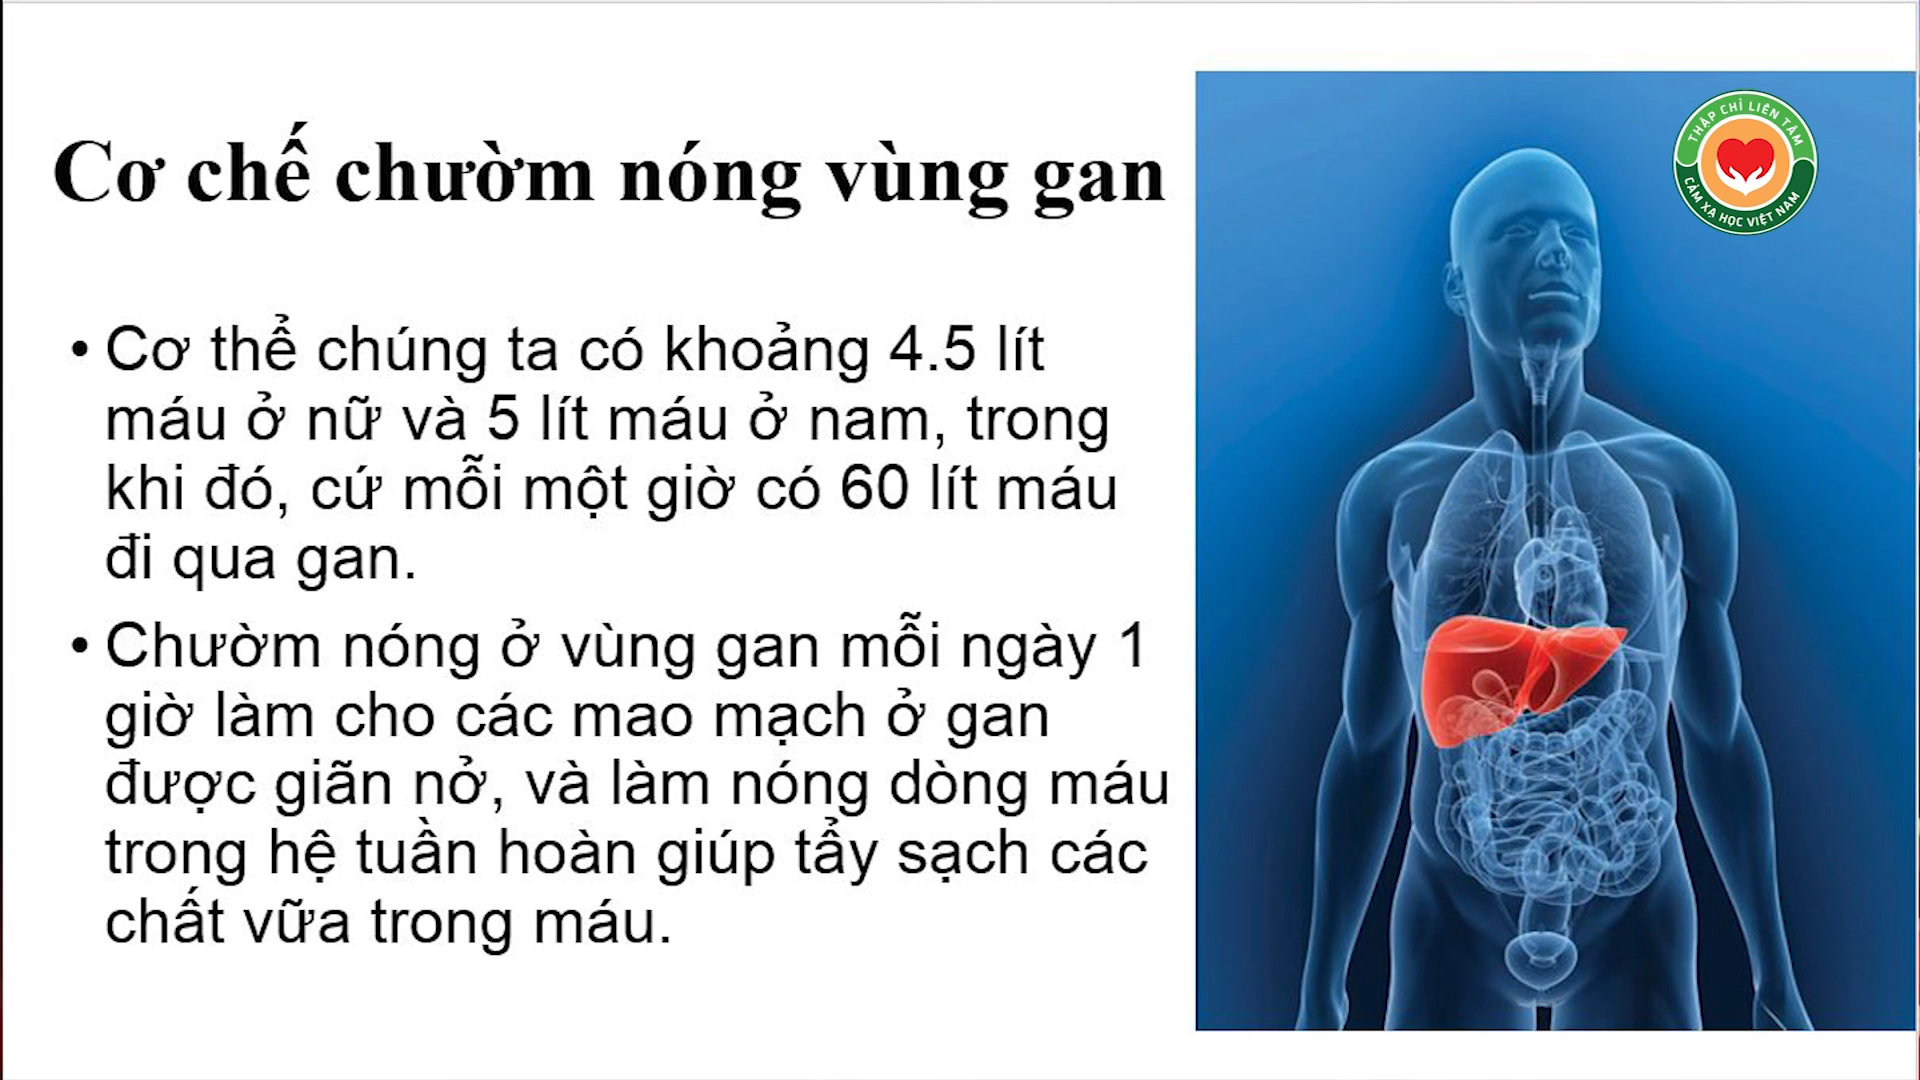 Cơ chế chườm nóng vùng gan
• Cơ thể chúng ta có khoảng 4.5 lít
máu ở nữ và 5 lít máu ở nam, trong
khi đó, cứ mỗi một giờ có 60 lít máu
đi qua gan.
• Chườm nóng ở vùng gan mỗi ngày 1
giờ làm cho các mao mạch ở gan
được giãn nở, và làm nóng dòng máu
trong hệ tuần hoàn giúp tẩy sạch các
chất vữa trong máu.
THẬP CHỈ LIÊN TÂM
CẢM XẠ HỌC VIỆT NAM